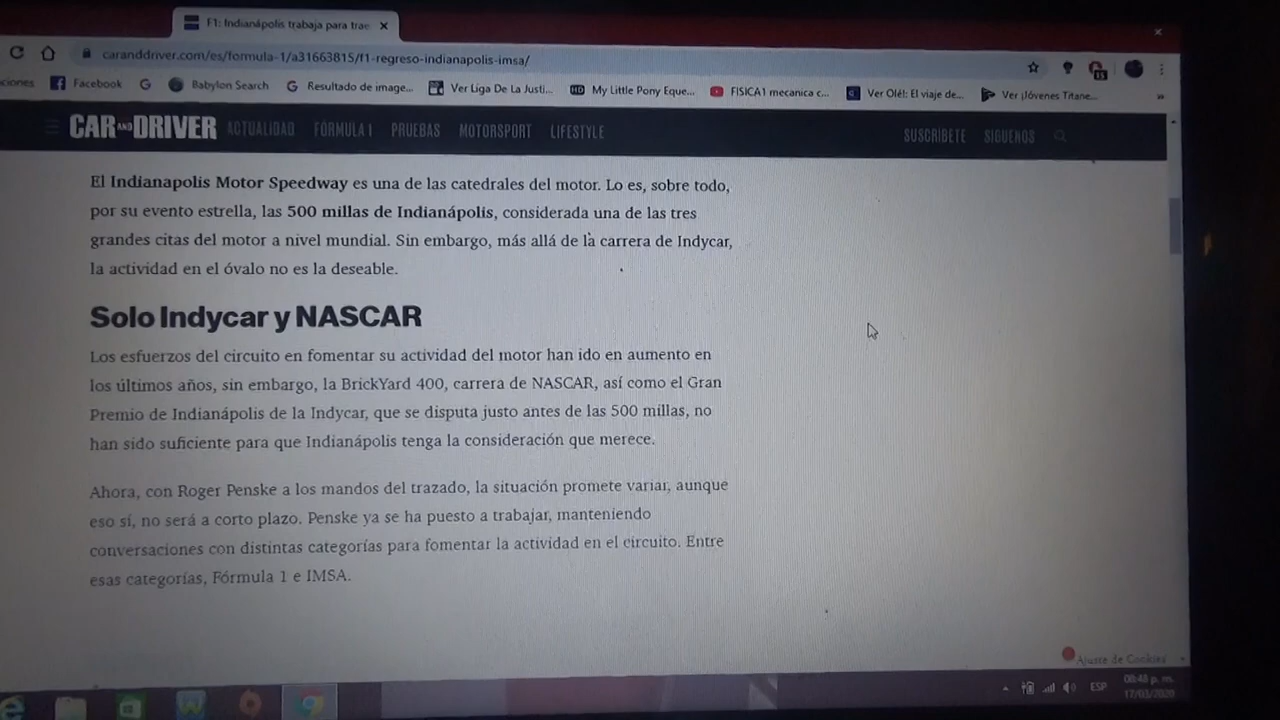 F1: Indianápolis trabaja para trae
caranddriver.com/es/formula-1/a31663815/f1-regreso-indianapolis-imsa/
ciones Facebook Babylon Search Resultado de image... Ver Liga De La Justi... My Little Pony Eque... FISICA1 mecanica c... Ver Olé!: El viaje de... Ver ¡Jóvenes Titane... »
CAR AND DRIVER ACTUALIDAD FÓRMULA 1 PRUEBAS MOTORSPORT LIFESTYLE SUSCRÍBETE SÍGUENOS
El Indianapolis Motor Speedway es una de las catedrales del motor. Lo es, sobre todo,
por su evento estrella, las 500 millas de Indianápolis, considerada una de las tres
grandes citas del motor a nivel mundial. Sin embargo, más allá de la carrera de Indycar,
la actividad en el óvalo no es la deseable.
Solo Indycar y NASCAR
Los esfuerzos del circuito en fomentar su actividad del motor han ido en aumento en
los últimos años, sin embargo, la BrickYard 400, carrera de NASCAR, así como el Gran
Premio de Indianápolis de la Indycar, que se disputa justo antes de las 500 millas, no
han sido suficiente para que Indianápolis tenga la consideración que merece.
Ahora, con Roger Penske a los mandos del trazado, la situación promete variar, aunque
eso sí, no será a corto plazo. Penske ya se ha puesto a trabajar, manteniendo
conversaciones con distintas categorías para fomentar la actividad en el circuito. Entre
esas categorías, Fórmula 1 e IMSA.
Ajuste de Cookies
ESP 08:48 p. m.
17/03/2020